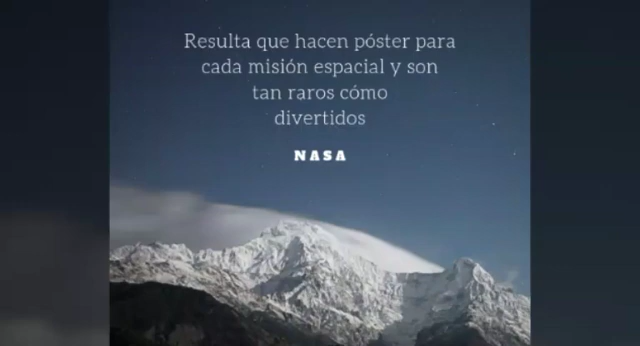 Resulta que hacen póster para
cada misión espacial y son
tan raros cómo
divertidos
NASA